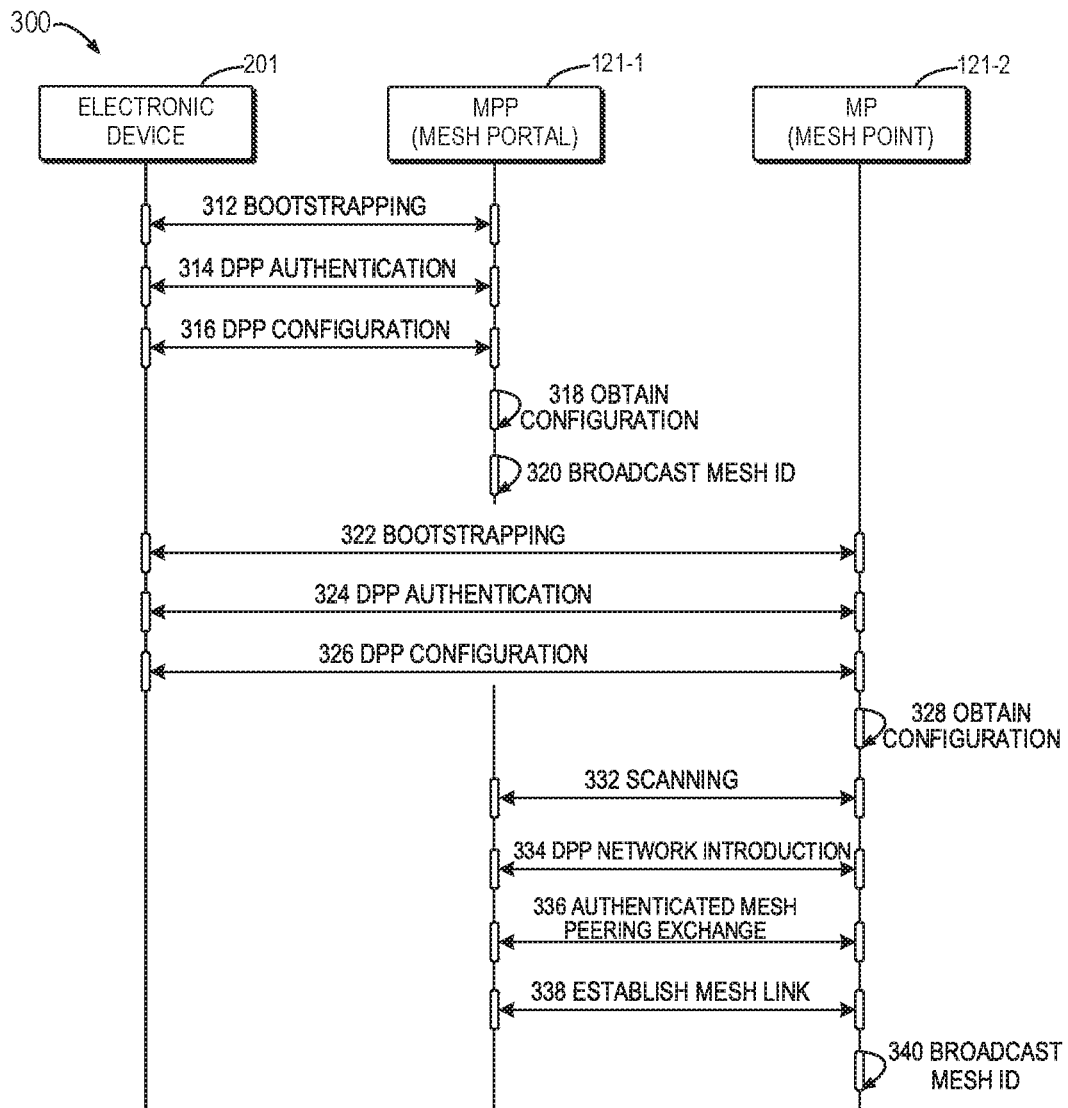 300
201
121-1
121-2
ELECTRONIC
DEVICE
MPP
(MESH PORTAL)
MP
(MESH POINT)
312 BOOTSTRAPPING
314 DPP AUTHENTICATION
316 DPP CONFIGURATION
318 OBTAIN
CONFIGURATION
320 BROADCAST MESH ID
322 BOOTSTRAPPING
324 DPP AUTHENTICATION
326 DPP CONFIGURATION
328 OBTAIN
CONFIGURATION
332 SCANNING
334 DPP NETWORK INTRODUCTION
336 AUTHENTICATED MESH
PEERING EXCHANGE
338 ESTABLISH MESH LINK
340 BROADCAST
MESH ID